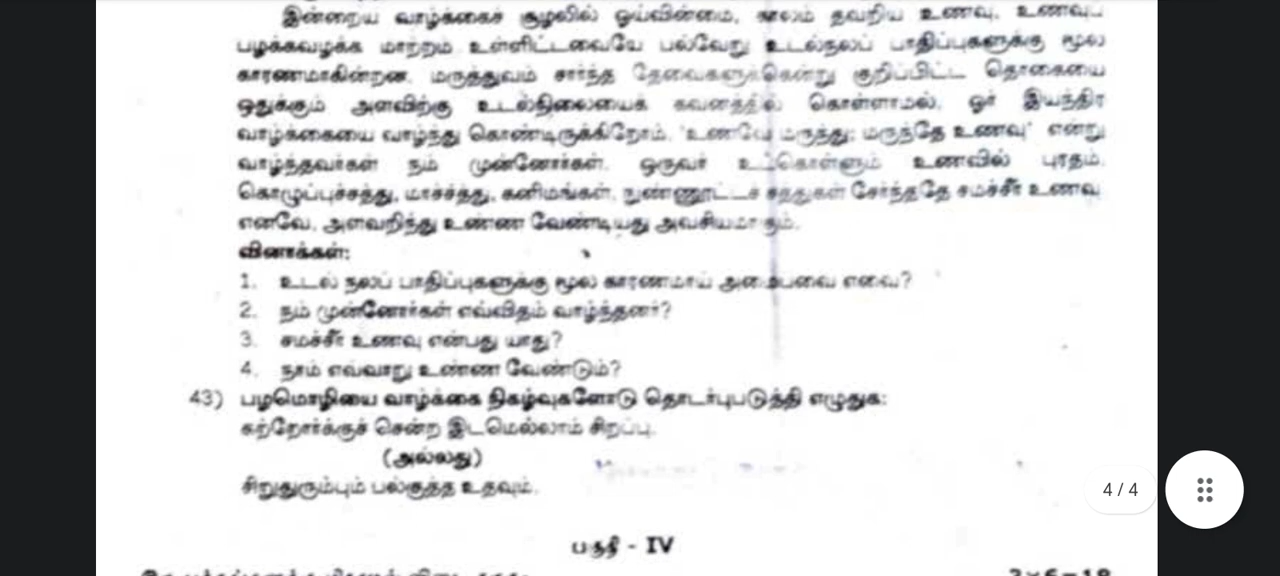 இன்றைய வாழ்க்கைச் சூழலில் ஓய்வின்மை, காலம் தவறிய உணவு, உணவுப்
பழக்கவழக்க மாற்றம் உள்ளிட்டவையே பல்வேறு உடல்நலப் பாதிப்புகளுக்கு மூல
காரணமாகின்றன. மருத்துவம் சார்ந்த தேவைகளுக்கென்று குறிப்பிட்ட தொகையை
ஒதுக்கும் அளவிற்கு உடல்நிலையைக் கவனத்தில் கொள்ளாமல், ஓர் இயந்திர
வாழ்க்கையை வாழ்ந்து கொண்டிருக்கிறோம். 'உணவே மருந்து; மருந்தே உணவு' என்று
வாழ்ந்தவர்கள் நம் முன்னோர்கள். ஒருவர் உட்கொள்ளும் உணவில் புரதம்,
கொழுப்புச்சத்து, மாச்சத்து, கனிமங்கள், நுண்ணூட்டச் சத்துகள் சேர்ந்ததே சமச்சீர் உணவு
எனவே, அளவறிந்து உண்ண வேண்டியது அவசியமாகும்.
வினாக்கள்:
1. உடல் நலப் பாதிப்புகளுக்கு மூல காரணமாய் அமைபவை எவை?
2. நம் முன்னோர்கள் எவ்விதம் வாழ்ந்தனர்?
3. சமச்சீர் உணவு என்பது யாது?
4. நாம் எவ்வாறு உண்ண வேண்டும்?
43) பழமொழியை வாழ்க்கை நிகழ்வுகளோடு தொடர்புபடுத்தி எழுதுக:
கற்றோர்க்குச் சென்ற இடமெல்லாம் சிறப்பு.
(அல்லது)
சிறுதுரும்பும் பல்குத்த உதவும்.
4 / 4
பகுதி - IV